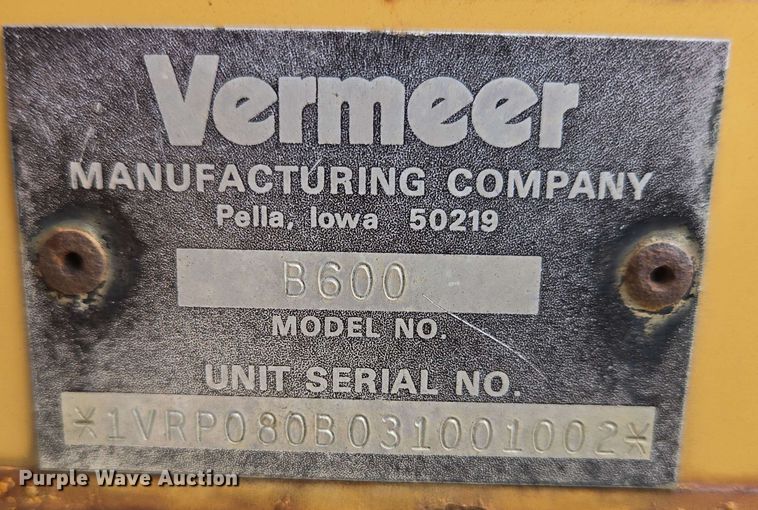 Vermeer
MANUFACTURING COMPANY
Pella, Iowa 50219
B600
MODEL NO.
UNIT SERIAL NO.
*1VRP080B031001002*
Purple Wave Auction